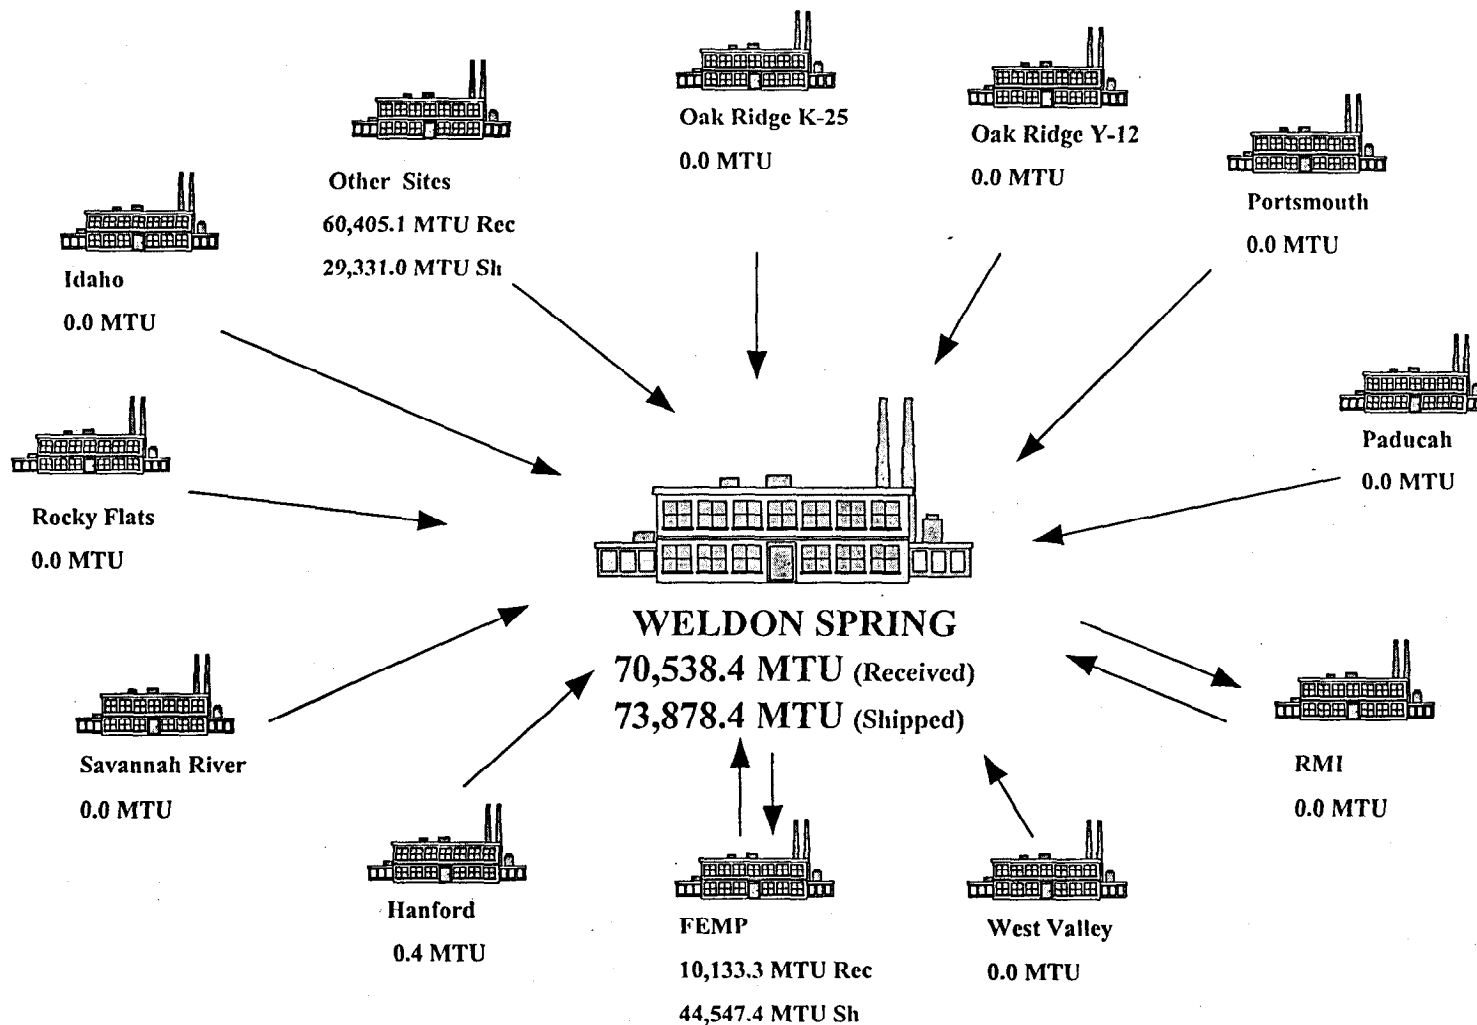 Oak Ridge K-25
0.0 MTU
Oak Ridge Y-12
0.0 MTU
Other Sites
60,405.1 MTU Rec
29,331.0 MTU Sh
Portsmouth
0.0 MTU
Idaho
0.0 MTU
Paducah
0.0 MTU
Rocky Flats
0.0 MTU
WELDON SPRING
70,538.4 MTU (Received)
73,878.4 MTU (Shipped)
Savannah River
0.0 MTU
RMI
0.0 MTU
Hanford
0.4 MTU
FEMP
10,133.3 MTU Rec
44,547.4 MTU Sh
West Valley
0.0 MTU